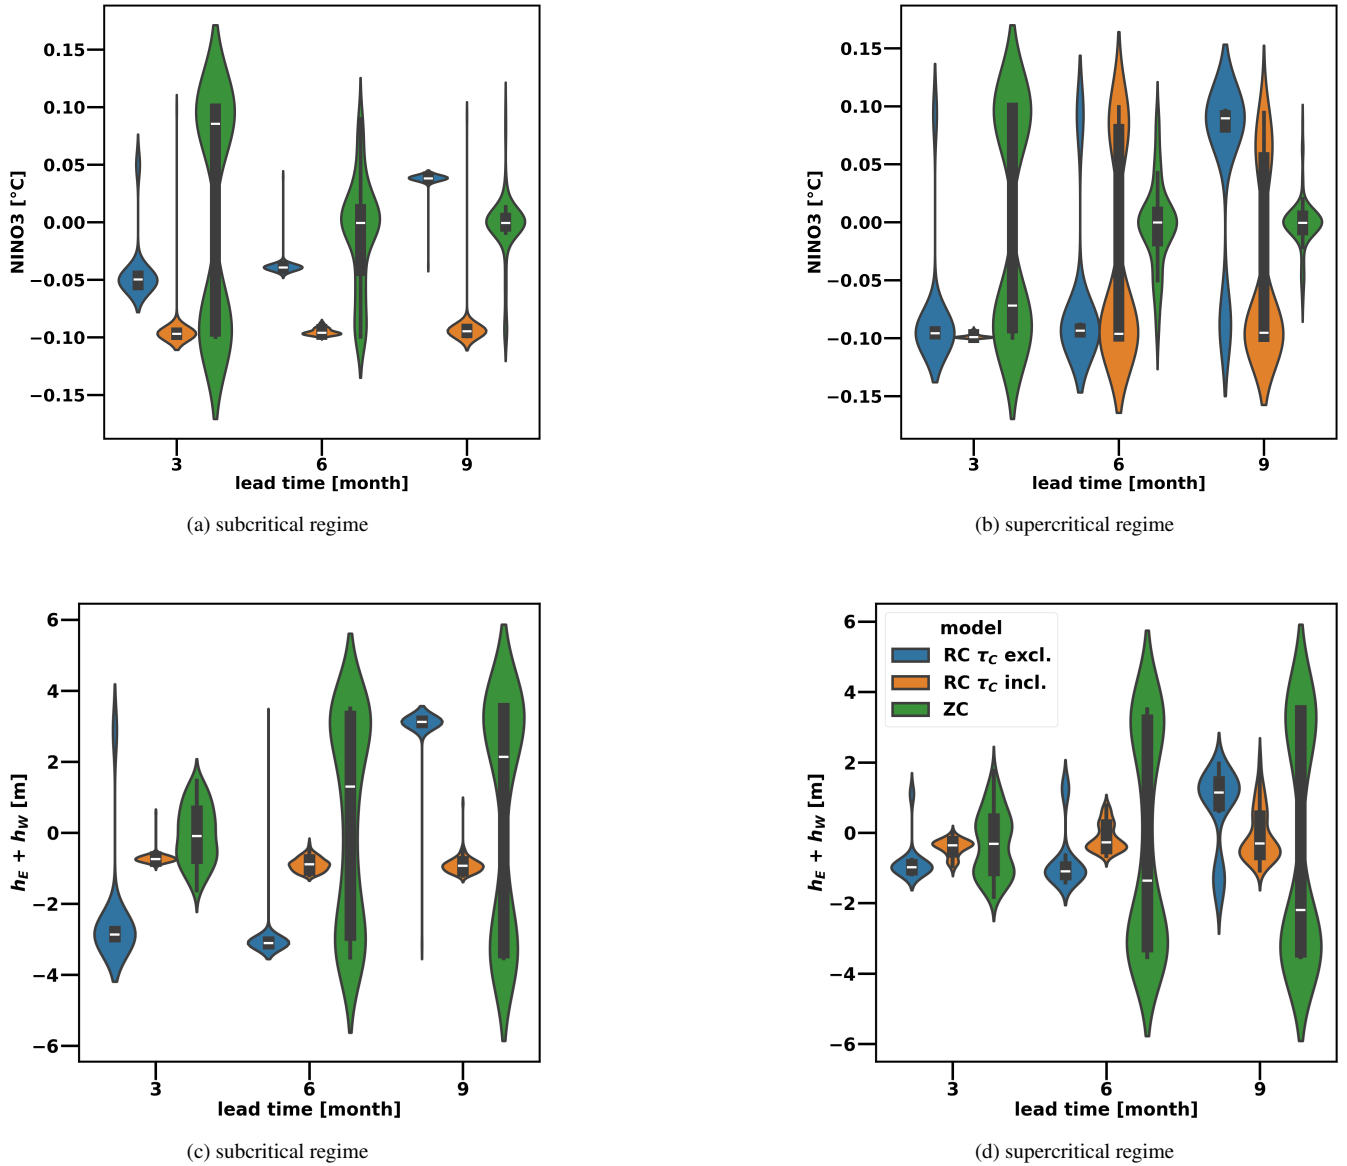 0.15
0.10
0.05
0.00
−0.05
−0.10
−0.15
NINO3 [°C]
3 6 9
lead time [month]
(a) subcritical regime
0.15
0.10
0.05
0.00
−0.05
−0.10
−0.15
NINO3 [°C]
3 6 9
lead time [month]
(b) supercritical regime
6
4
2
0
−2
−4
−6
h_E + h_W [m]
3 6 9
lead time [month]
(c) subcritical regime
6
4
2
0
−2
−4
−6
h_E + h_W [m]
model
RC τ_C excl.
RC τ_C incl.
ZC
3 6 9
lead time [month]
(d) supercritical regime